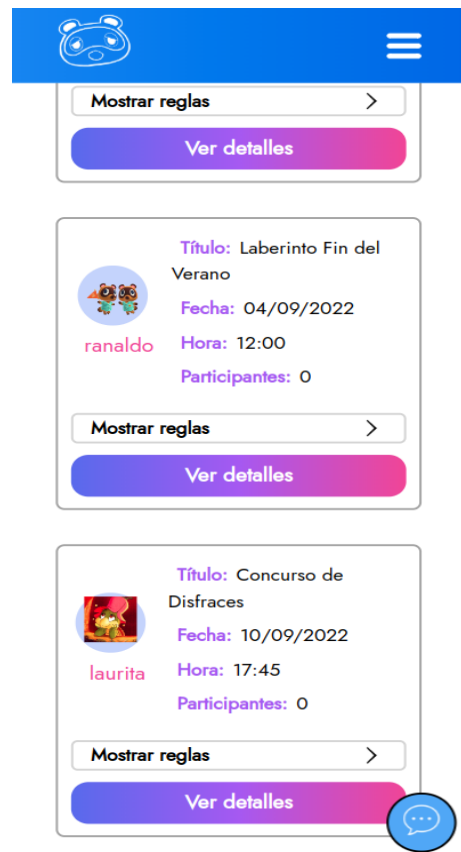 Mostrar reglas
Ver detalles
Título: Laberinto Fin del
Verano
Fecha: 04/09/2022
ranaldo
Hora: 12:00
Participantes: 0
Mostrar reglas
Ver detalles
Título: Concurso de
Disfraces
Fecha: 10/09/2022
laurita
Hora: 17:45
Participantes: 0
Mostrar reglas
Ver detalles